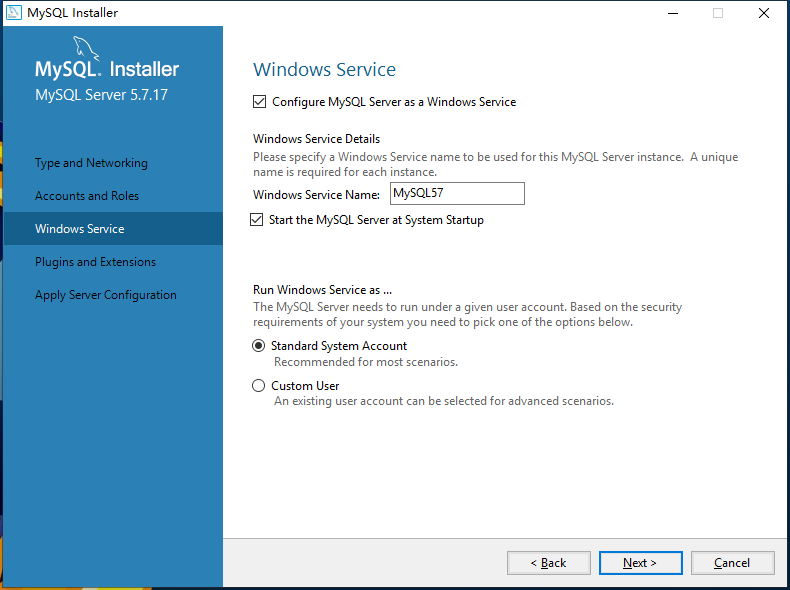 MySQL Installer
MySQL. Installer
MySQL Server 5.7.17
Type and Networking
Accounts and Roles
Windows Service
Plugins and Extensions
Apply Server Configuration
Windows Service
Configure MySQL Server as a Windows Service
Windows Service Details
Please specify a Windows Service name to be used for this MySQL Server instance. A unique
name is required for each instance.
Windows Service Name: MySQL57
Start the MySQL Server at System Startup
Run Windows Service as ...
The MySQL Server needs to run under a given user account. Based on the security
requirements of your system you need to pick one of the options below.
Standard System Account
Recommended for most scenarios.
Custom User
An existing user account can be selected for advanced scenarios.
< Back Next > Cancel